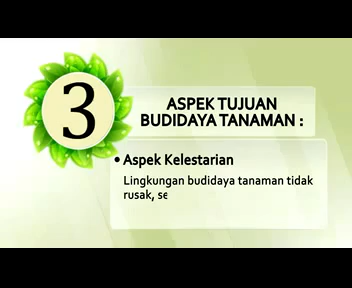 3
ASPEK TUJUAN
BUDIDAYA TANAMAN :
• Aspek Kelestarian
Lingkungan budidaya tanaman tidak
rusak, se